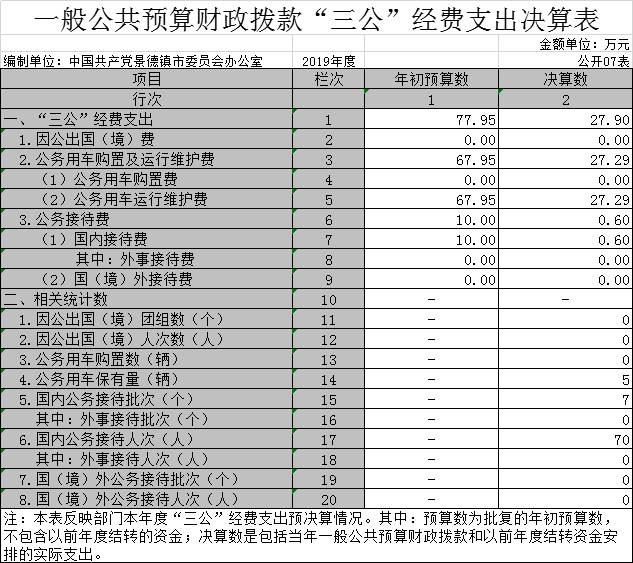 一般公共预算财政拨款“三公”经费支出决算表
金额单位：万元
编制单位：中国共产党景德镇市委员会办公室 2019年度 公开07表
项目 栏次 年初预算数 决算数
行次 1 2
一、“三公”经费支出 1 77.95 27.90
1.因公出国（境）费 2 0.00 0.00
2.公务用车购置及运行维护费 3 67.95 27.29
（1）公务用车购置费 4 0.00 0.00
（2）公务用车运行维护费 5 67.95 27.29
3.公务接待费 6 10.00 0.60
（1）国内接待费 7 10.00 0.60
其中：外事接待费 8 0.00 0.00
（2）国（境）外接待费 9 0.00 0.00
二、相关统计数 10 – –
1.因公出国（境）团组数（个） 11 – 0
2.因公出国（境）人次数（人） 12 – 0
3.公务用车购置数（辆） 13 – 0
4.公务用车保有量（辆） 14 – 5
5.国内公务接待批次（个） 15 – 7
其中：外事接待批次（个） 16 – 0
6.国内公务接待人次（人） 17 – 70
其中：外事接待人次（人） 18 – 0
7.国（境）外公务接待批次（个） 19 – 0
8.国（境）外公务接待人次（人） 20 – 0
注：本表反映部门本年度“三公”经费支出预决算情况。其中：预算数为批复的年初预算数，
不包含以前年度结转的资金；决算数是包括当年一般公共预算财政拨款和以前年度结转资金安
排的实际支出。